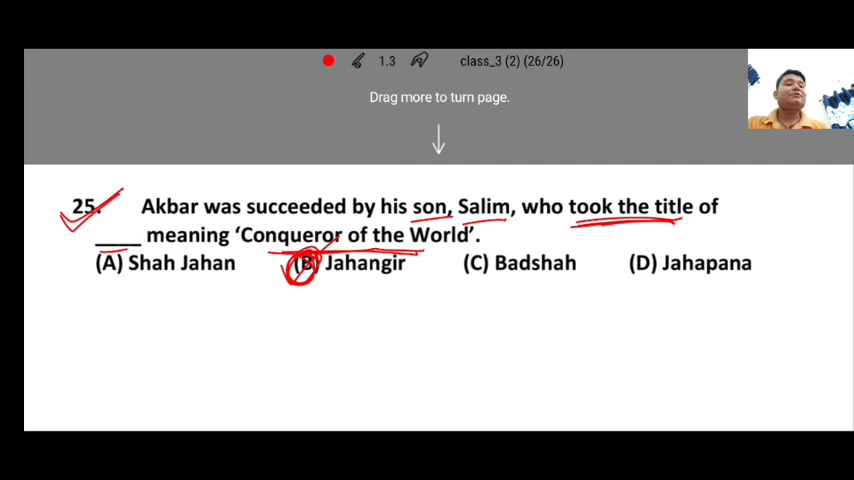 1.3 class_3 (2) (26/26)
Drag more to turn page.
25. Akbar was succeeded by his son, Salim, who took the title of
____ meaning ‘Conqueror of the World’.
(A) Shah Jahan (B) Jahangir (C) Badshah (D) Jahapana